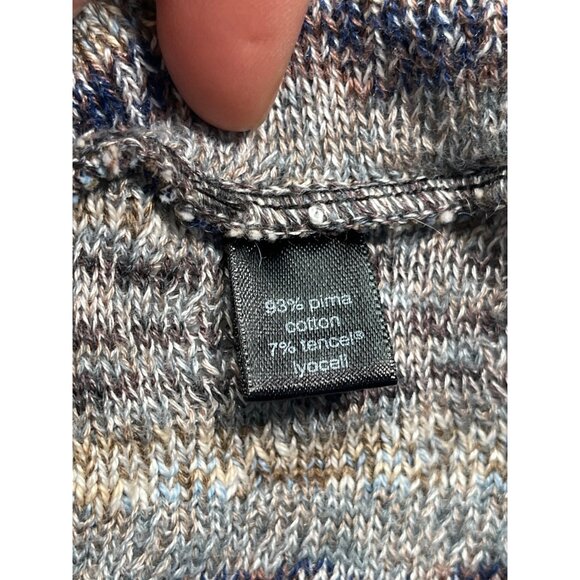 93% pima
cotton
7% tencel®
lyocell